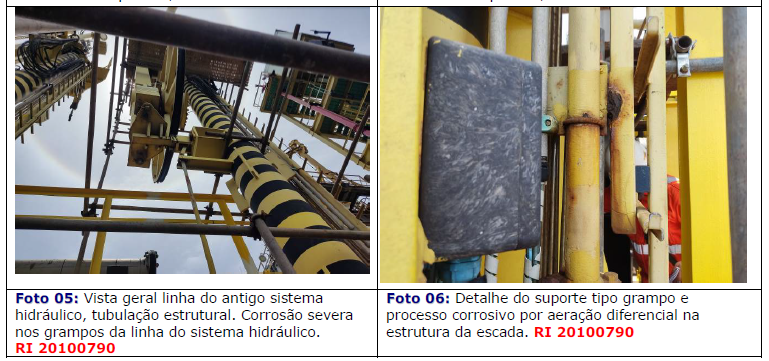 Foto 05: Vista geral linha do antigo sistema
hidráulico, tubulação estrutural. Corrosão severa
nos grampos da linha do sistema hidráulico.
RI 20100790
Foto 06: Detalhe do suporte tipo grampo e
processo corrosivo por aeração diferencial na
estrutura da escada. RI 20100790